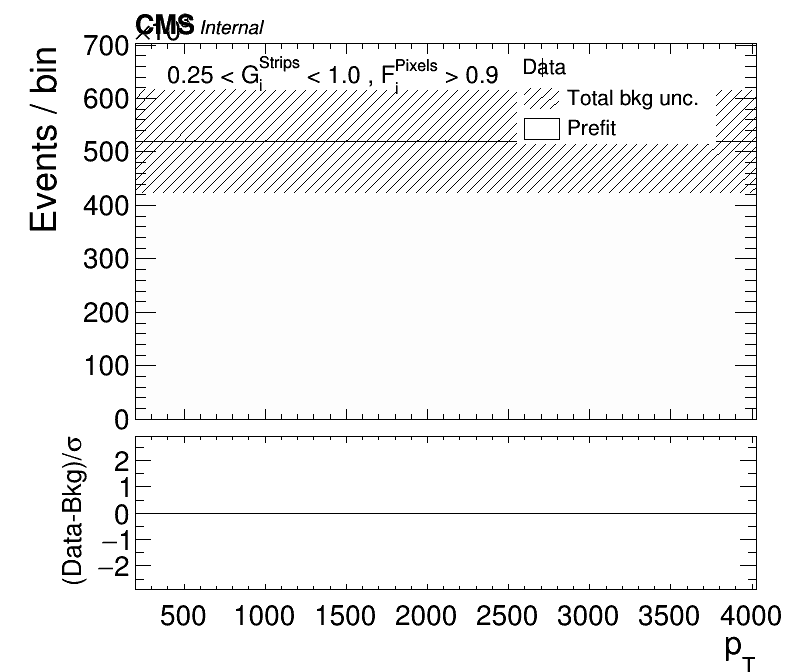 CMS Internal
×10³
700
0.25 < G_i^Strips < 1.0 , F_i^Pixels > 0.9
Data
Total bkg unc.
Prefit
600
500
400
300
200
100
0
Events / bin
2
1
0
−1
−2
(Data-Bkg)/σ
500 1000 1500 2000 2500 3000 3500 4000
p_T